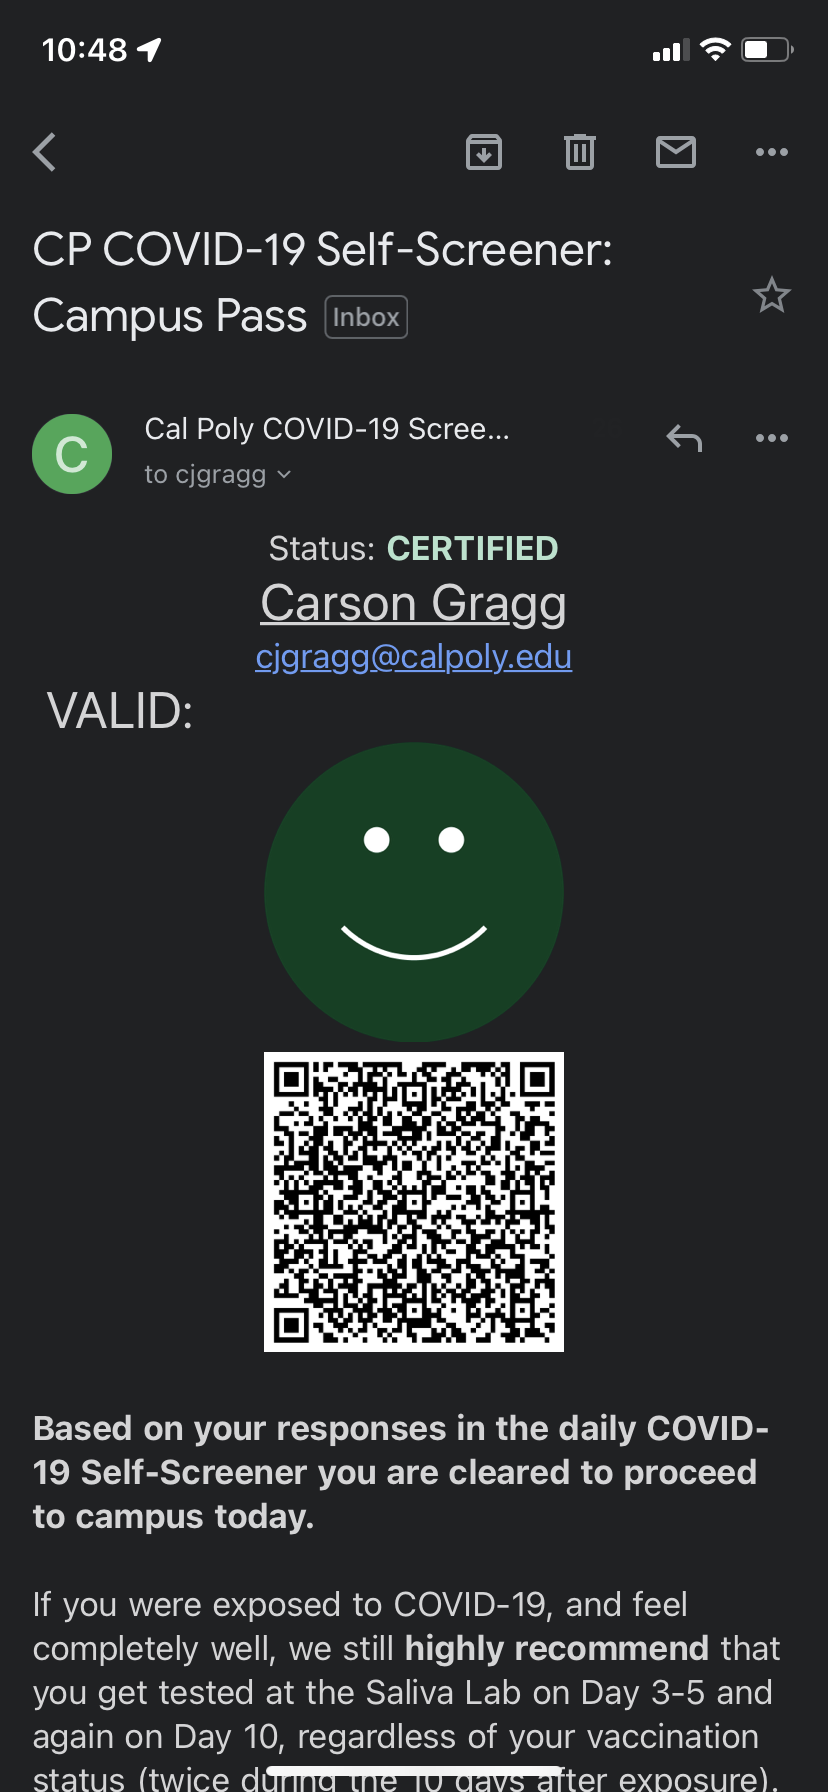 10:48
CP COVID-19 Self-Screener:
Campus Pass Inbox
C
Cal Poly COVID-19 Scree...
to cjgragg
Status: CERTIFIED
Carson Gragg
cjgragg@calpoly.edu
VALID:
Based on your responses in the daily COVID-
19 Self-Screener you are cleared to proceed
to campus today.
If you were exposed to COVID-19, and feel
completely well, we still highly recommend that
you get tested at the Saliva Lab on Day 3-5 and
again on Day 10, regardless of your vaccination
status (twice during the 10 days after exposure).